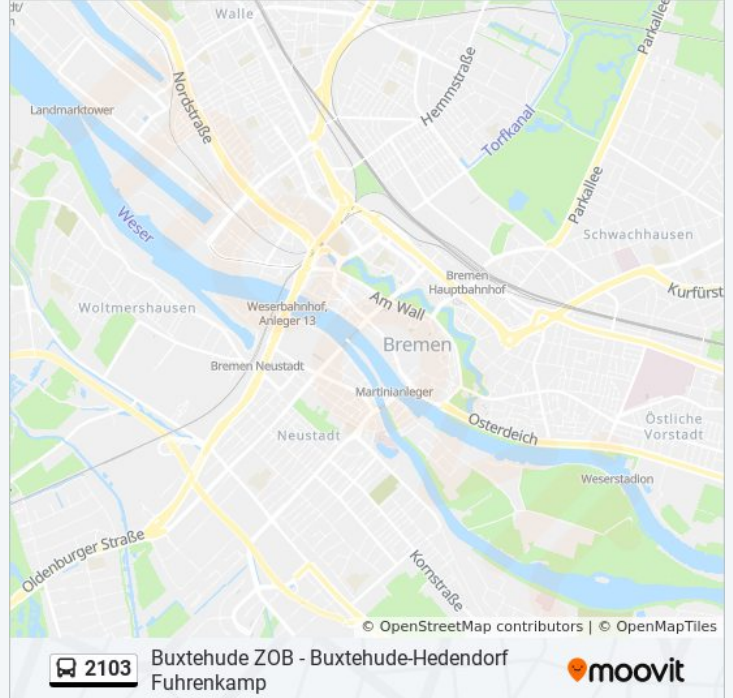 dt/
Walle
Parkallee
Hemmstraße
Nordstraße
Landmarktower
Torfkanal
Parkallee
Weser
Schwachhausen
Bremen
Hauptbahnhof
Kurfürst
Am Wall
Woltmershausen
Weserbahnhof,
Anleger 13
Bremen
Bremen Neustadt
Martinianleger
Osterdeich
Östliche
Vorstadt
Neustadt
Weserstadion
Oldenburger Straße
Kornstraße
© OpenStreetMap contributors | © OpenMapTiles
2103
Buxtehude ZOB - Buxtehude-Hedendorf
Fuhrenkamp
moovit